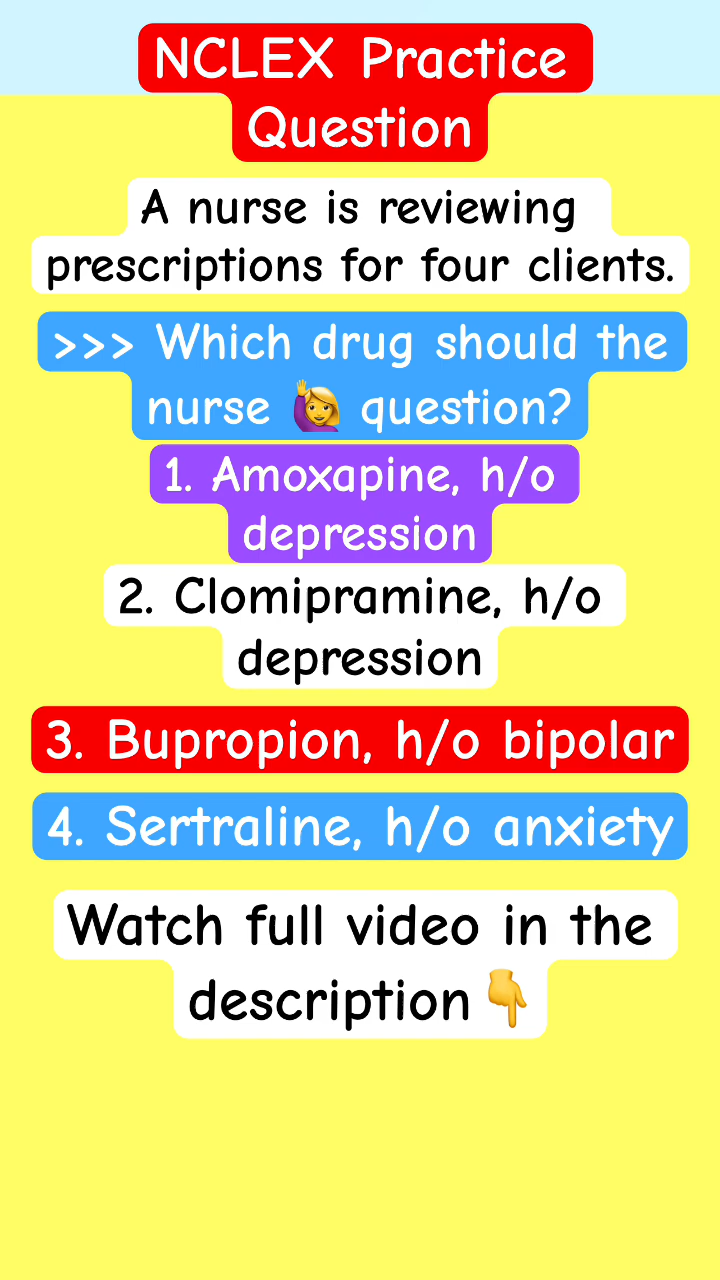 NCLEX Practice
Question
A nurse is reviewing
prescriptions for four clients.
>>> Which drug should the
nurse 🙋‍♀️ question?
1. Amoxapine, h/o
depression
2. Clomipramine, h/o
depression
3. Bupropion, h/o bipolar
4. Sertraline, h/o anxiety
Watch full video in the
description 👇